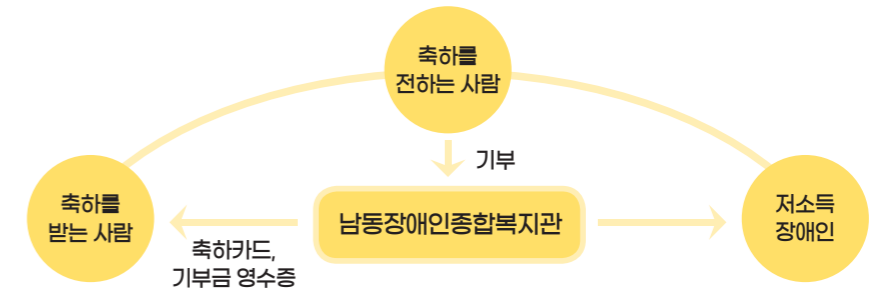 축하를
전하는 사람
기부
축하를
받는 사람
남동장애인종합복지관
저소득
장애인
축하카드,
기부금 영수증